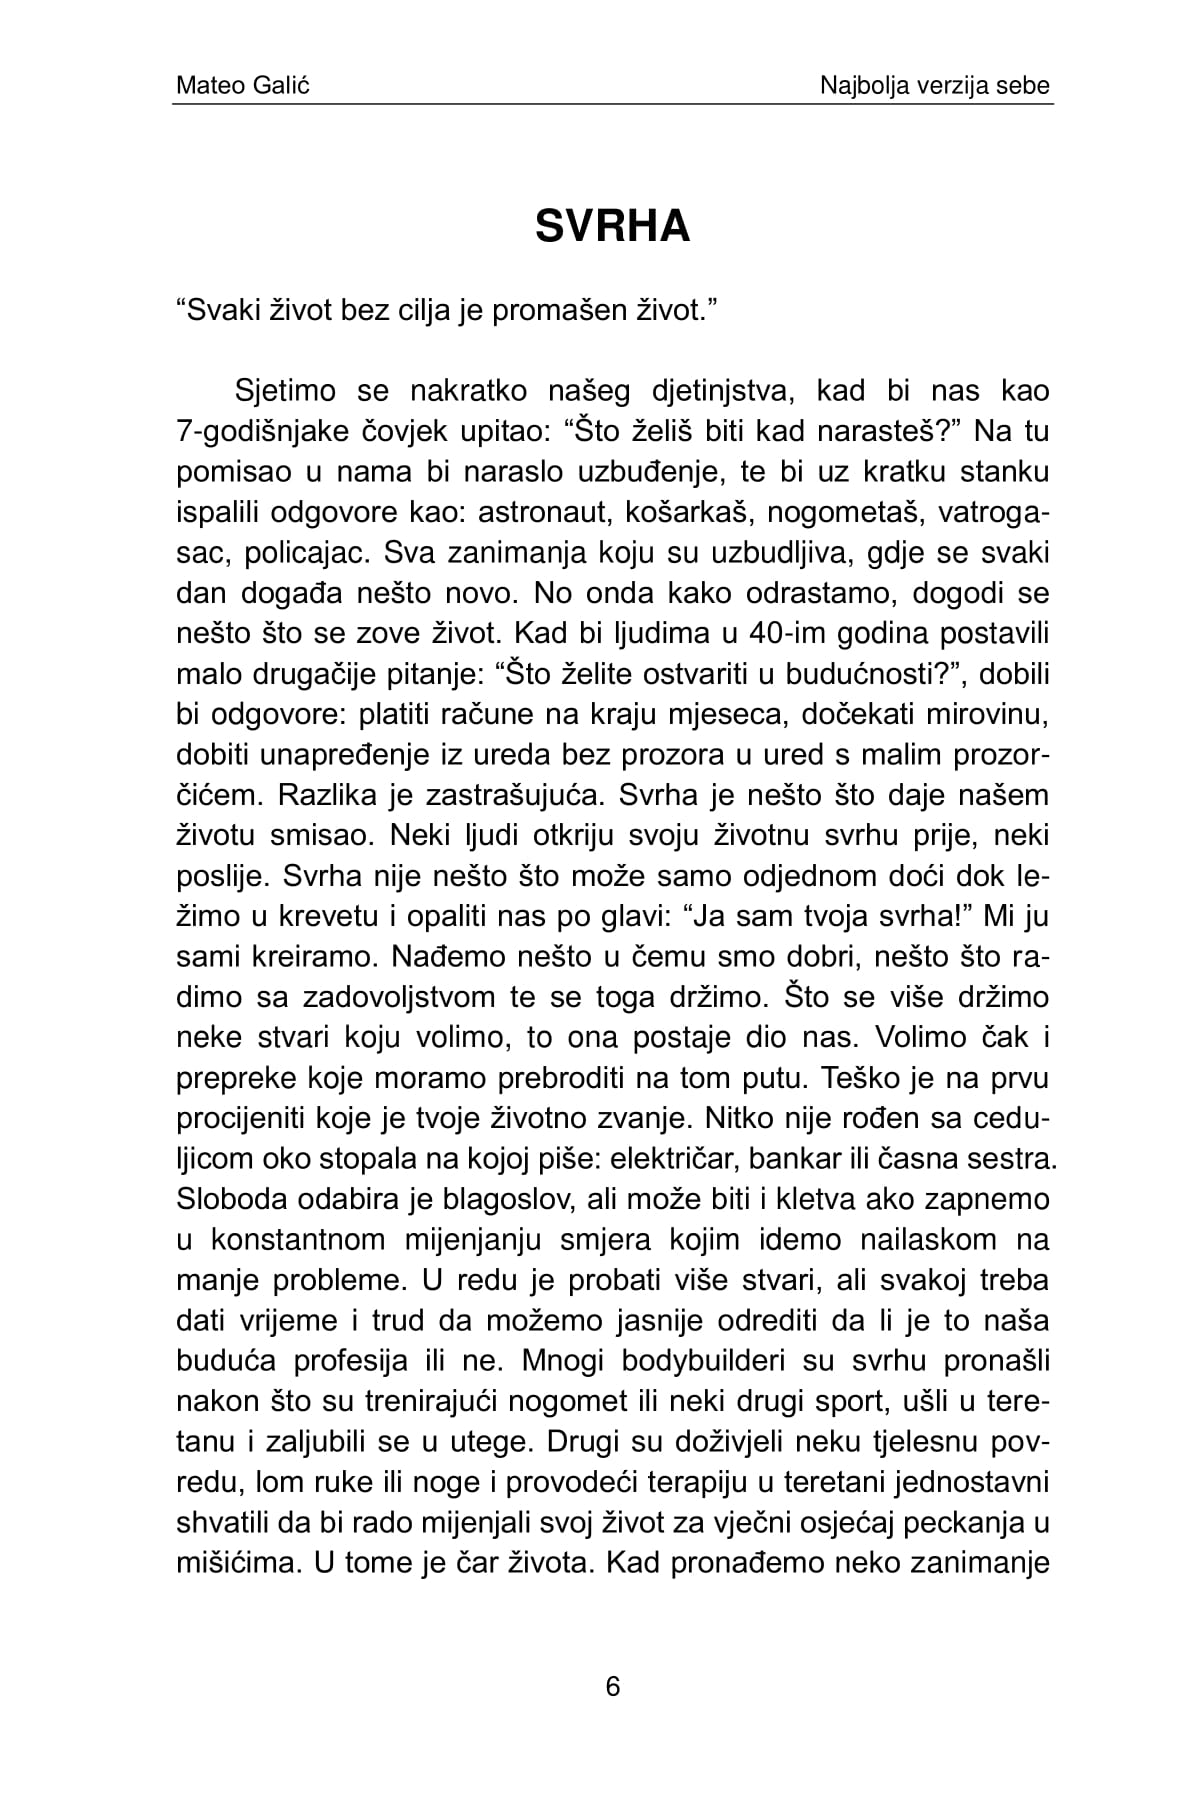 Mateo Galić Najbolja verzija sebe
SVRHA
“Svaki život bez cilja je promašen život.”
Sjetimo se nakratko našeg djetinjstva, kad bi nas kao
7-godišnjake čovjek upitao: “Što želiš biti kad narasteš?” Na tu
pomisao u nama bi naraslo uzbuđenje, te bi uz kratku stanku
ispalili odgovore kao: astronaut, košarkaš, nogometaš, vatroga-
sac, policajac. Sva zanimanja koju su uzbudljiva, gdje se svaki
dan događa nešto novo. No onda kako odrastamo, dogodi se
nešto što se zove život. Kad bi ljudima u 40-im godina postavili
malo drugačije pitanje: “Što želite ostvariti u budućnosti?”, dobili
bi odgovore: platiti račune na kraju mjeseca, dočekati mirovinu,
dobiti unapređenje iz ureda bez prozora u ured s malim prozor-
čićem. Razlika je zastrašujuća. Svrha je nešto što daje našem
životu smisao. Neki ljudi otkriju svoju životnu svrhu prije, neki
poslije. Svrha nije nešto što može samo odjednom doći dok le-
žimo u krevetu i opaliti nas po glavi: “Ja sam tvoja svrha!” Mi ju
sami kreiramo. Nađemo nešto u čemu smo dobri, nešto što ra-
dimo sa zadovoljstvom te se toga držimo. Što se više držimo
neke stvari koju volimo, to ona postaje dio nas. Volimo čak i
prepreke koje moramo prebroditi na tom putu. Teško je na prvu
procijeniti koje je tvoje životno zvanje. Nitko nije rođen sa cedu-
ljicom oko stopala na kojoj piše: električar, bankar ili časna sestra.
Sloboda odabira je blagoslov, ali može biti i kletva ako zapnemo
u konstantnom mijenjanju smjera kojim idemo nailaskom na
manje probleme. U redu je probati više stvari, ali svakoj treba
dati vrijeme i trud da možemo jasnije odrediti da li je to naša
buduća profesija ili ne. Mnogi bodybuilderi su svrhu pronašli
nakon što su trenirajući nogomet ili neki drugi sport, ušli u tere-
tanu i zaljubili se u utege. Drugi su doživjeli neku tjelesnu pov-
redu, lom ruke ili noge i provodeći terapiju u teretani jednostavni
shvatili da bi rado mijenjali svoj život za vječni osjećaj peckanja u
mišićima. U tome je čar života. Kad pronađemo neko zanimanje
6